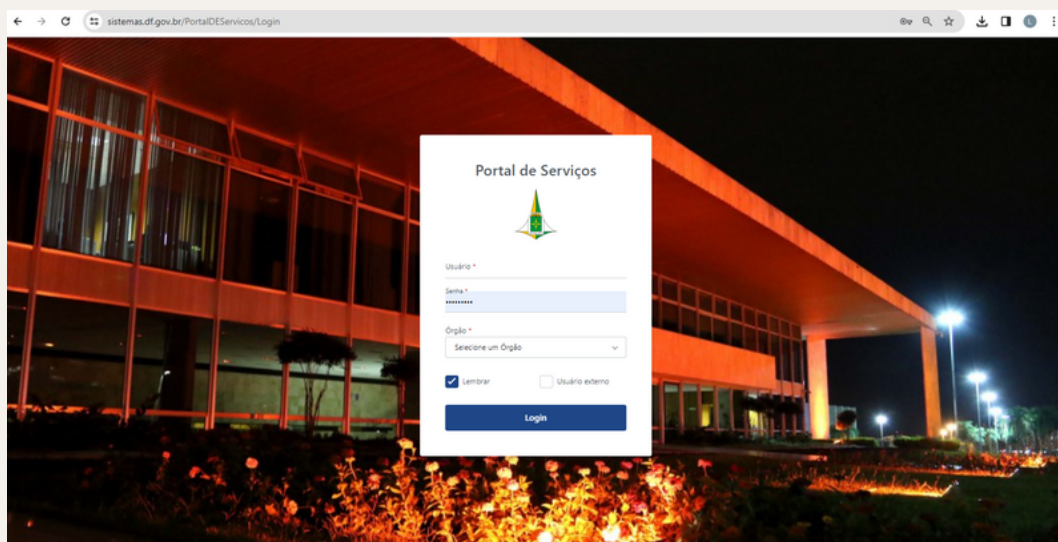 sistemas.df.gov.br/PortalDEServicos/Login
L
Portal de Serviços
Usuário *
Senha *
•••••••••
Órgão *
Selecione um Órgão
Lembrar
Usuário externo
Login